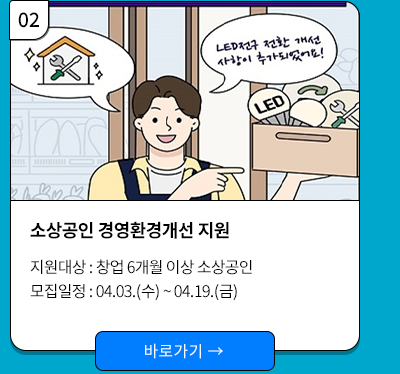 02
LED전구 전환 개선
사항이 추가되었어요!
LED
소상공인 경영환경개선 지원
지원대상 : 창업 6개월 이상 소상공인
모집일정 : 04.03.(수) ~ 04.19.(금)
바로가기 →